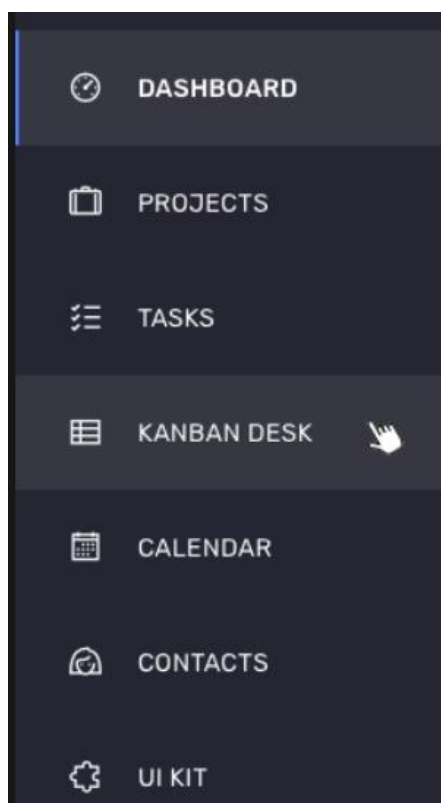 DASHBOARD
PROJECTS
TASKS
KANBAN DESK
CALENDAR
CONTACTS
UI KIT